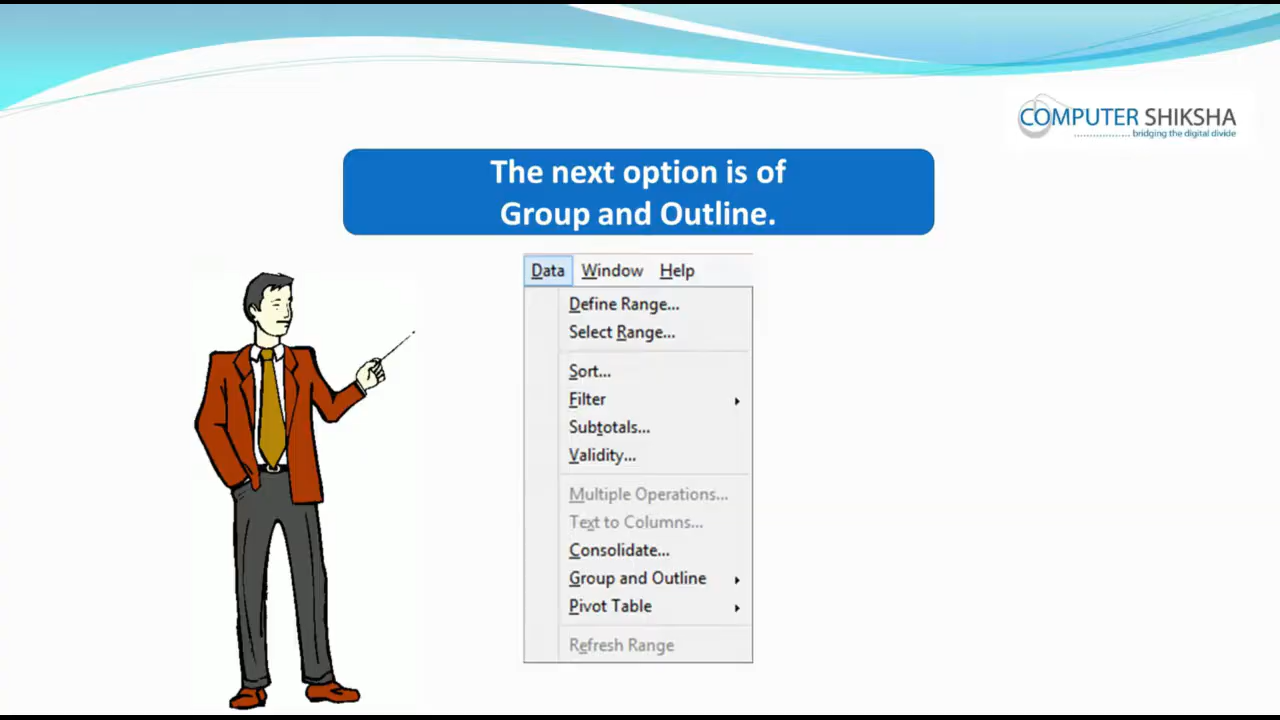 COMPUTER SHIKSHA
bridging the digital divide
The next option is of
Group and Outline.
Data Window Help
Define Range...
Select Range...
Sort...
Filter
Subtotals...
Validity...
Multiple Operations...
Text to Columns...
Consolidate...
Group and Outline
Pivot Table
Refresh Range